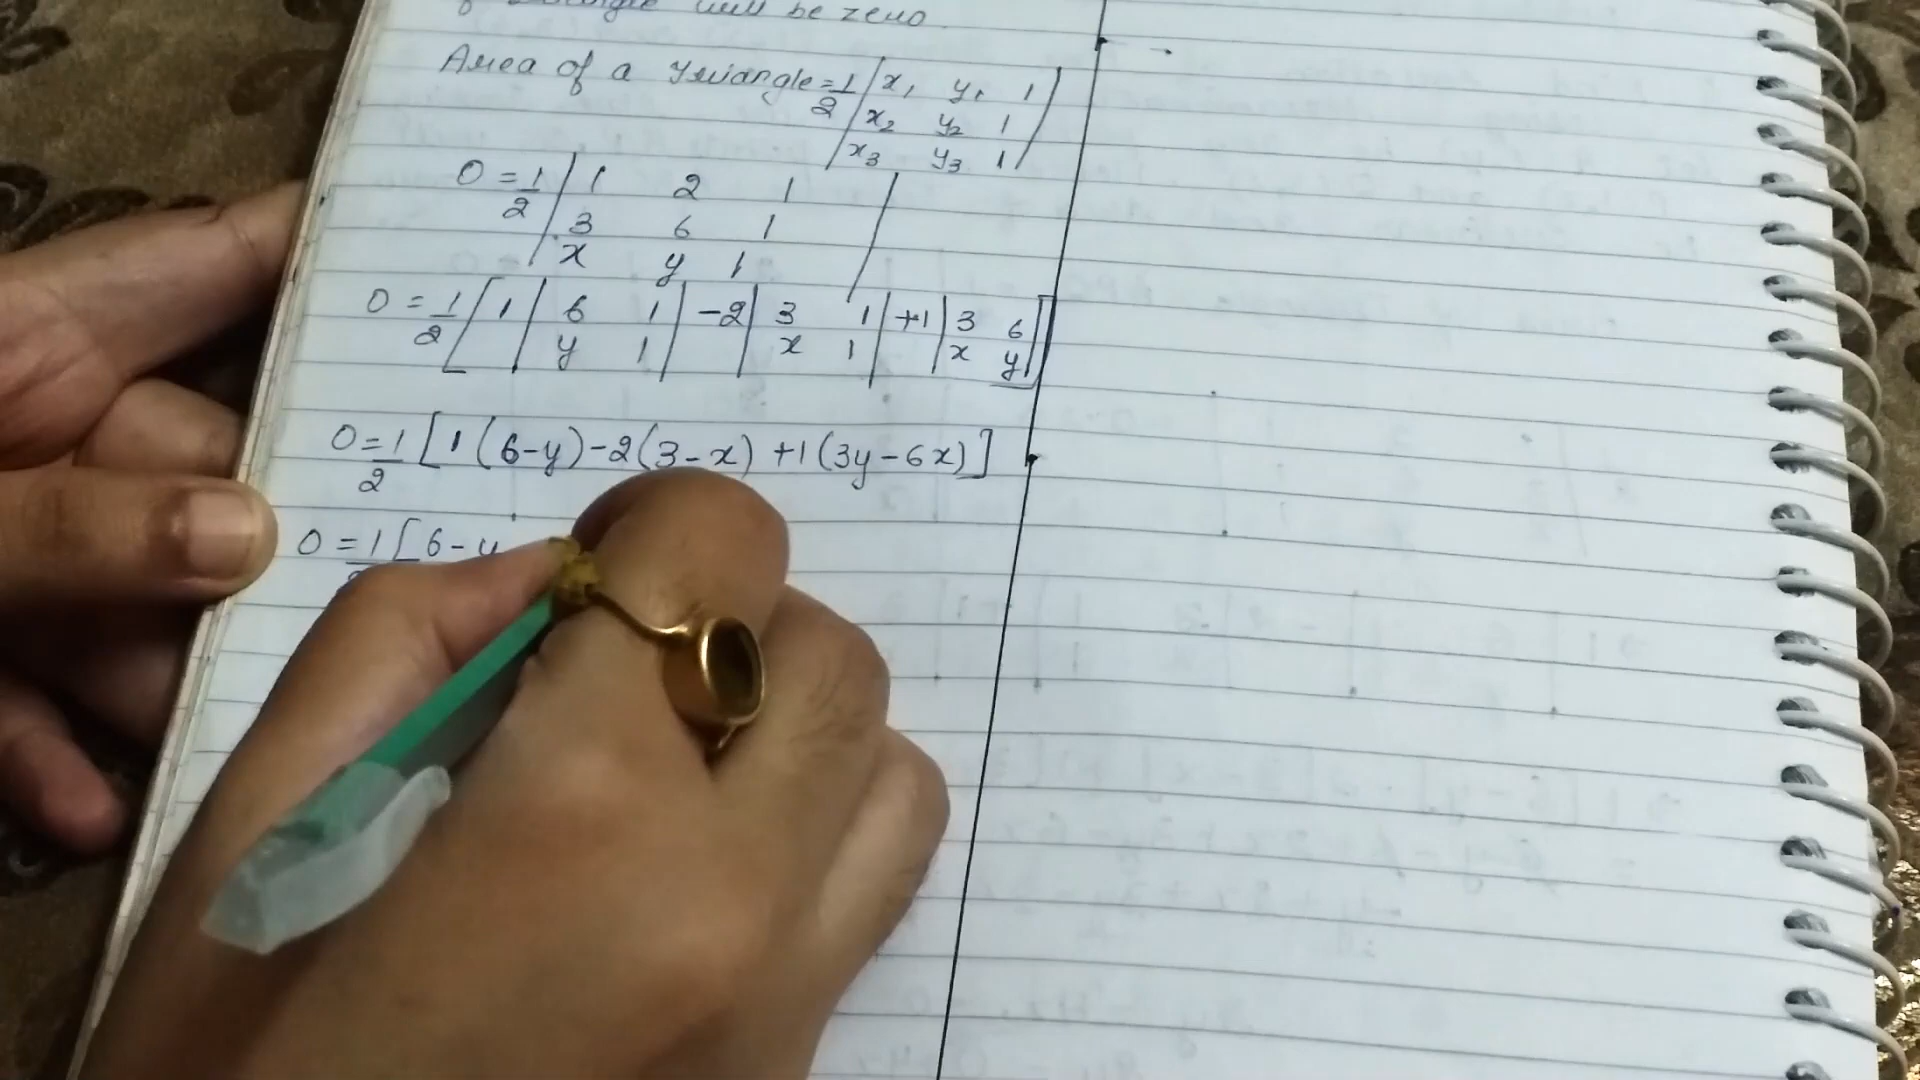 will be zero
Area of a triangle = 1/2 | x1 y1 1 |
| x2 y2 1 |
| x3 y3 1 |
0 = 1/2 | 1 2 1 |
| 3 6 1 |
| x y 1 |
0 = 1/2 [ 1 | 6 1 | -2 | 3 1 | +1 | 3 6 | ]
| y 1 | | x 1 | | x y |
0 = 1/2 [ 1 (6-y) -2 (3-x) +1 (3y-6x) ]
0 = 1/2 [ 6 - y